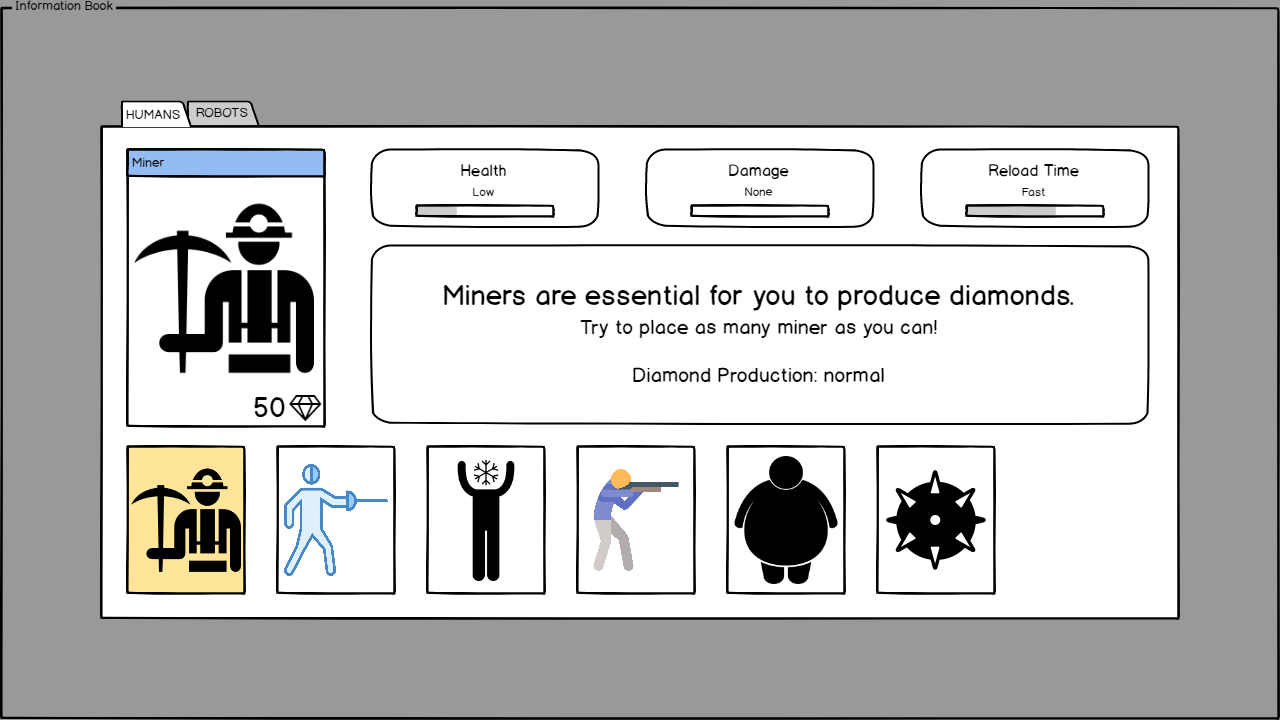 Information Book
HUMANS
ROBOTS
Miner
50
Health
Low
Damage
None
Reload Time
Fast
Miners are essential for you to produce diamonds.
Try to place as many miner as you can!
Diamond Production: normal